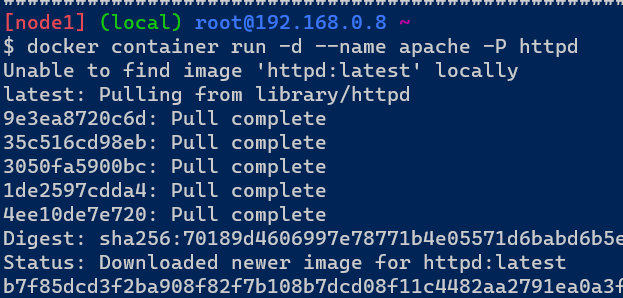 [node1] (local) root@192.168.0.8 ~
$ docker container run -d --name apache -P httpd
Unable to find image 'httpd:latest' locally
latest: Pulling from library/httpd
9e3ea8720c6d: Pull complete
35c516cd98eb: Pull complete
3050fa5900bc: Pull complete
1de2597cdda4: Pull complete
4ee10de7e720: Pull complete
Digest: sha256:70189d4606997e78771b4e05571d6babd6b5e
Status: Downloaded newer image for httpd:latest
b7f85dcd3f2ba908f82f7b108b7dcd08f11c4482aa2791ea0a3f